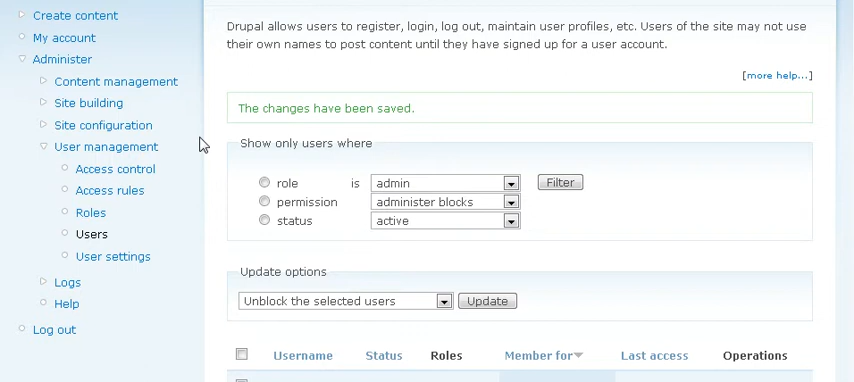 Create content
My account
Administer
Content management
Site building
Site configuration
User management
Access control
Access rules
Roles
Users
User settings
Logs
Help
Log out
Drupal allows users to register, login, log out, maintain user profiles, etc. Users of the site may not use
their own names to post content until they have signed up for a user account.
[more help...]
The changes have been saved.
Show only users where
role is admin Filter
permission administer blocks
status active
Update options
Unblock the selected users Update
Username Status Roles Member for Last access Operations